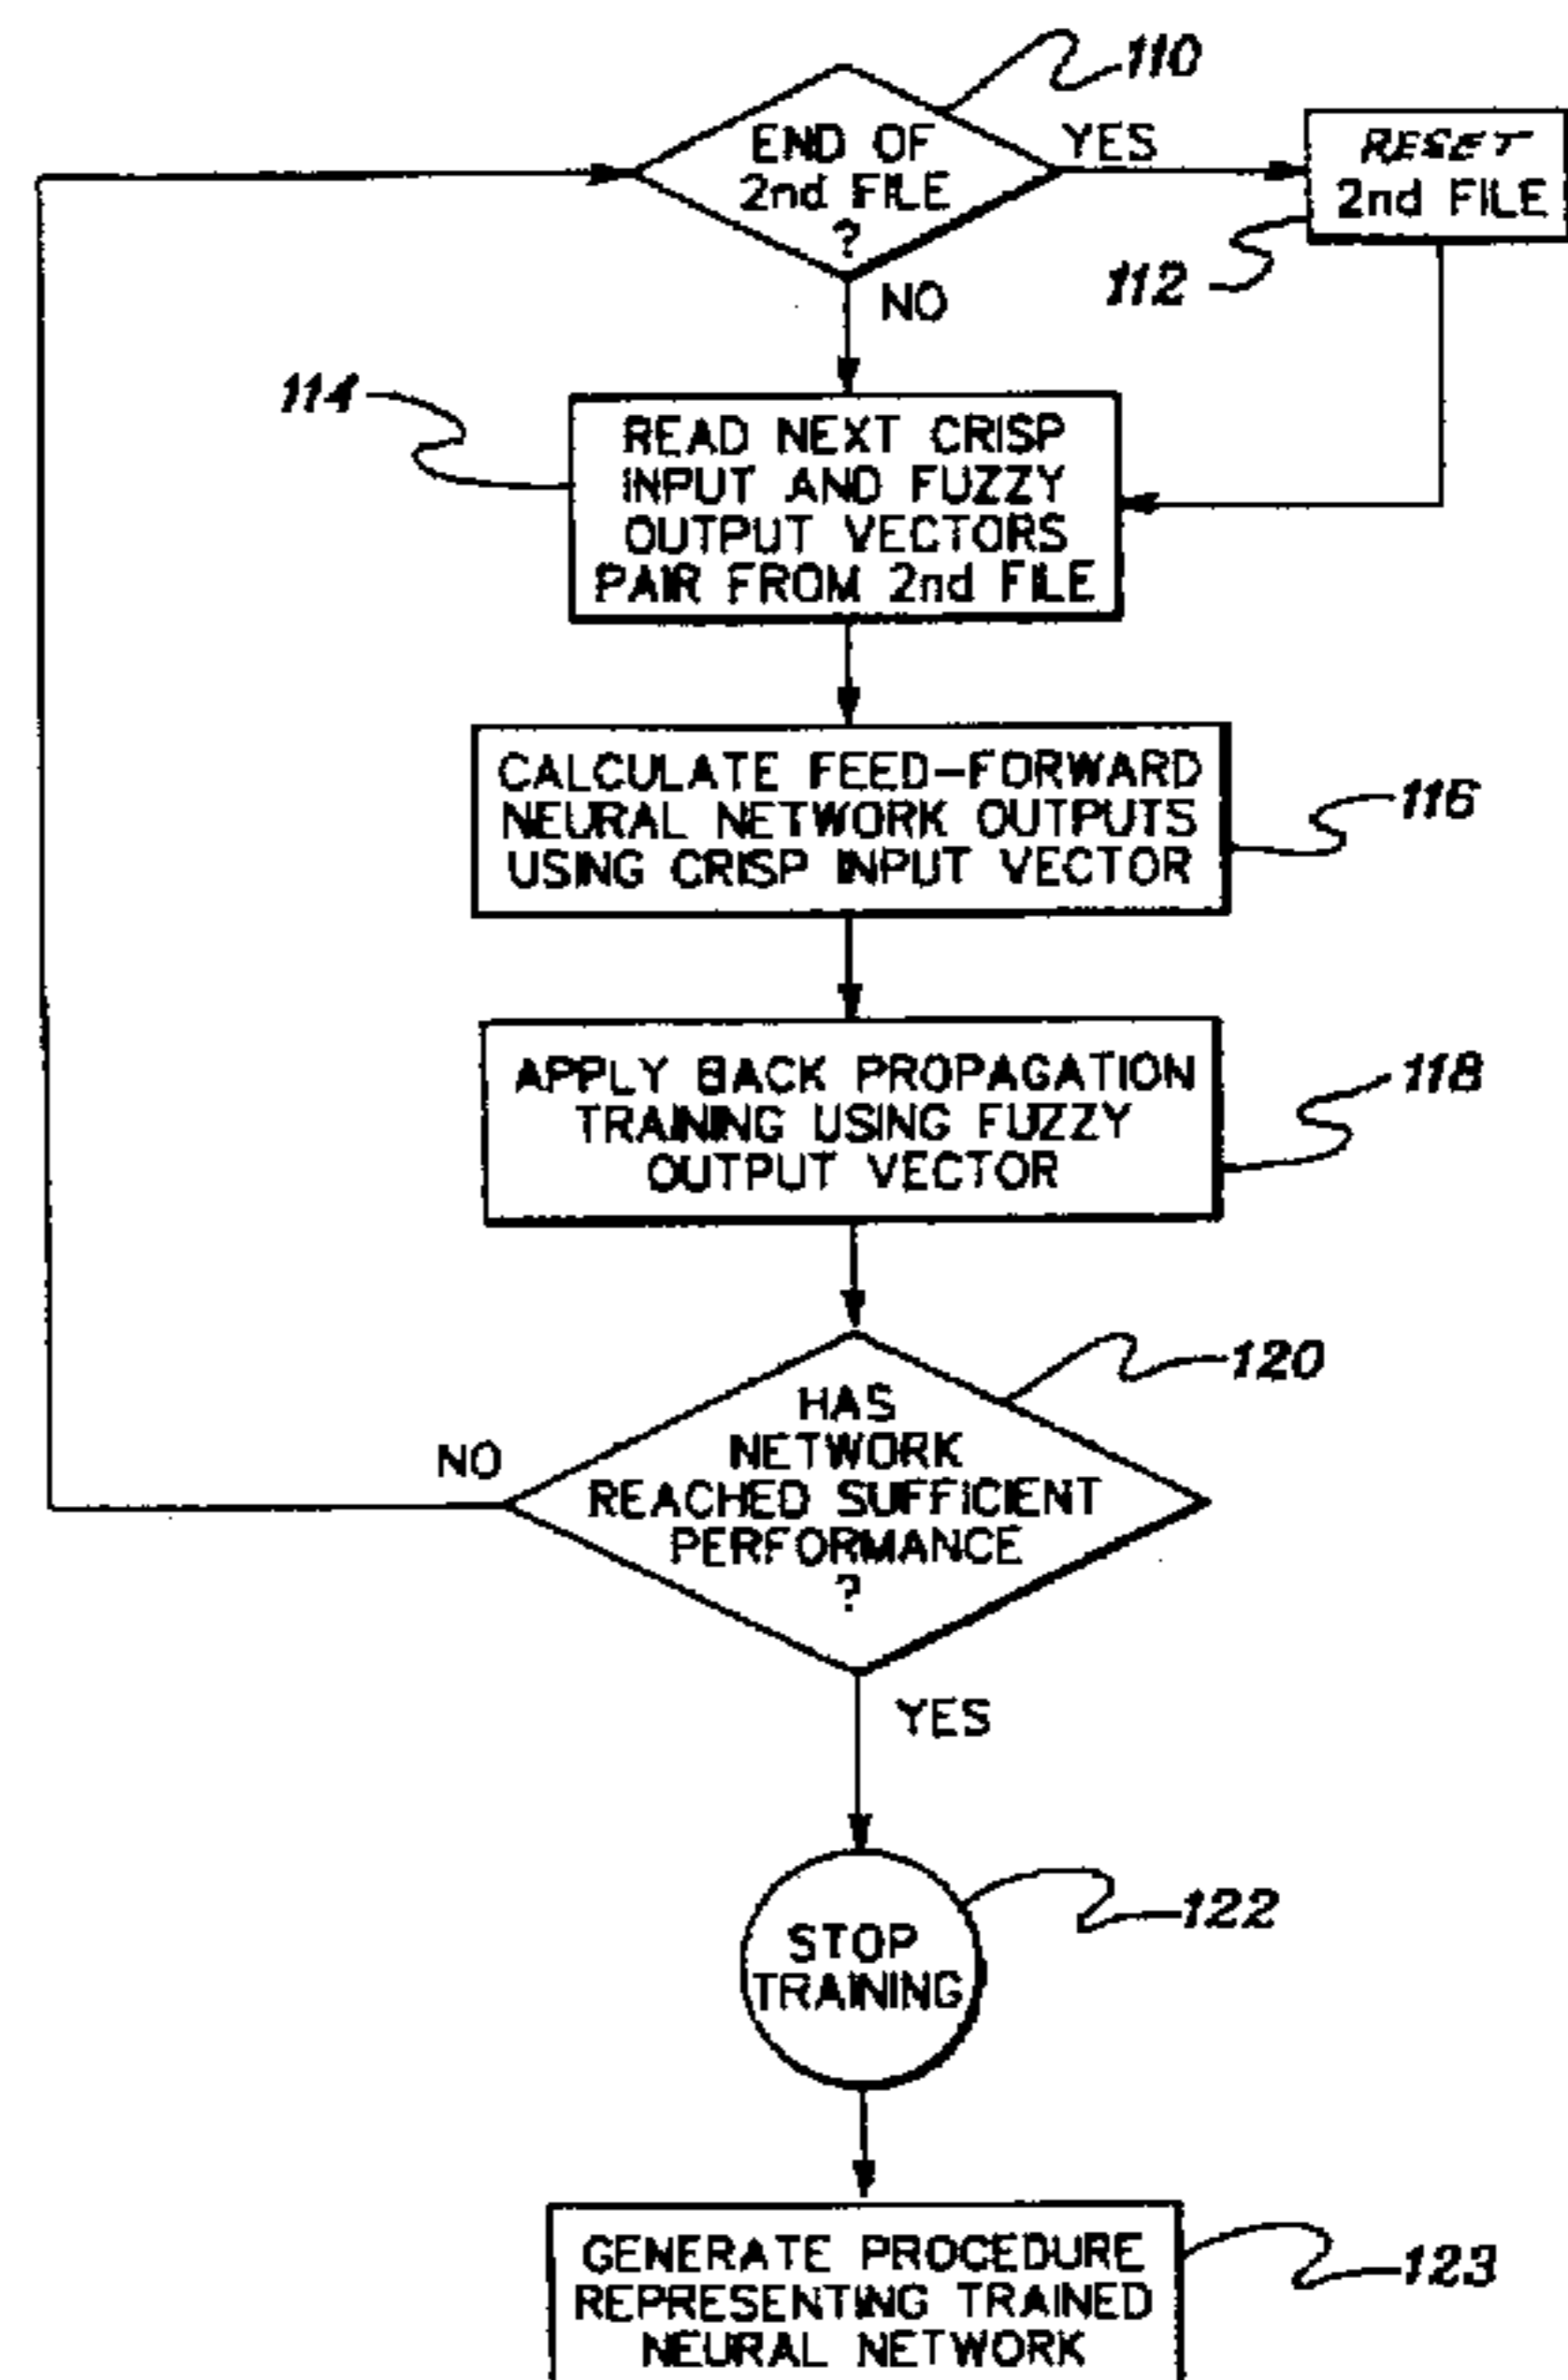 110
END OF
2nd FILE
?
YES
RESET
2nd FILE
112
NO
114
READ NEXT CRISP
INPUT AND FUZZY
OUTPUT VECTORS
PAIR FROM 2nd FILE
CALCULATE FEED-FORWARD
NEURAL NETWORK OUTPUTS
USING CRISP INPUT VECTOR
116
APPLY BACK PROPAGATION
TRAINING USING FUZZY
OUTPUT VECTOR
118
120
HAS
NETWORK
REACHED SUFFICIENT
PERFORMANCE
?
NO
YES
122
STOP
TRAINING
GENERATE PROCEDURE
REPRESENTING TRAINED
NEURAL NETWORK
123